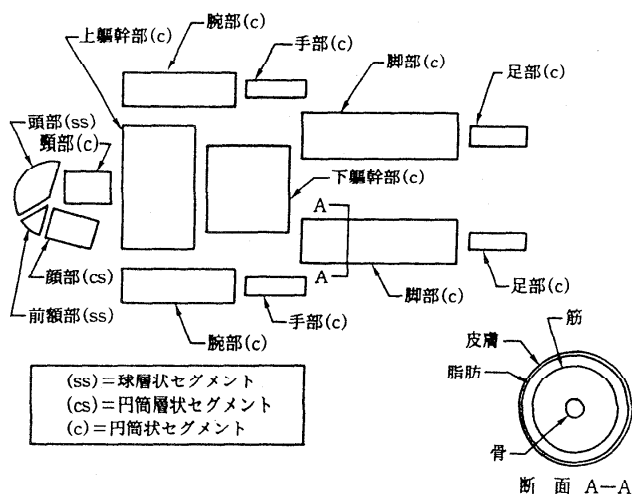 腕部(c)
上軀幹部(c)
手部(c)
脚部(c)
足部(c)
頭部(ss)
頸部(c)
下軀幹部(c)
A
A
顔部(cs)
前額部(ss)
手部(c)
腕部(c)
脚部(c)
足部(c)
筋
皮膚
脂肪
骨
断 面 A—A
(ss)=球層状セグメント
(cs)=円筒層状セグメント
(c)=円筒状セグメント